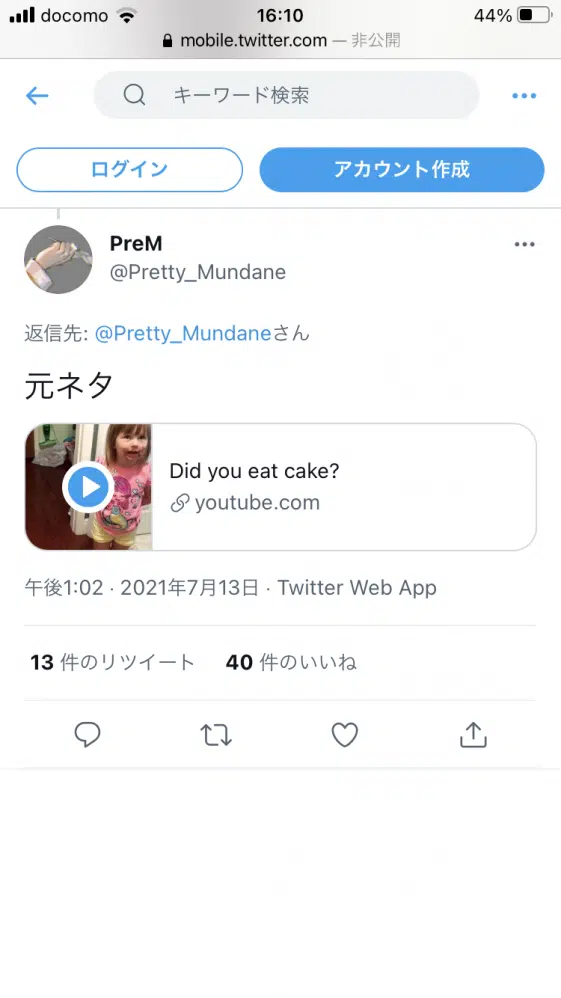 docomo 16:10 44%
mobile.twitter.com — 非公開
キーワード検索
ログイン アカウント作成
PreM
@Pretty_Mundane
返信先: @Pretty_Mundaneさん
元ネタ
Did you eat cake?
youtube.com
午後1:02 · 2021年7月13日 · Twitter Web App
13 件のリツイート 40 件のいいね